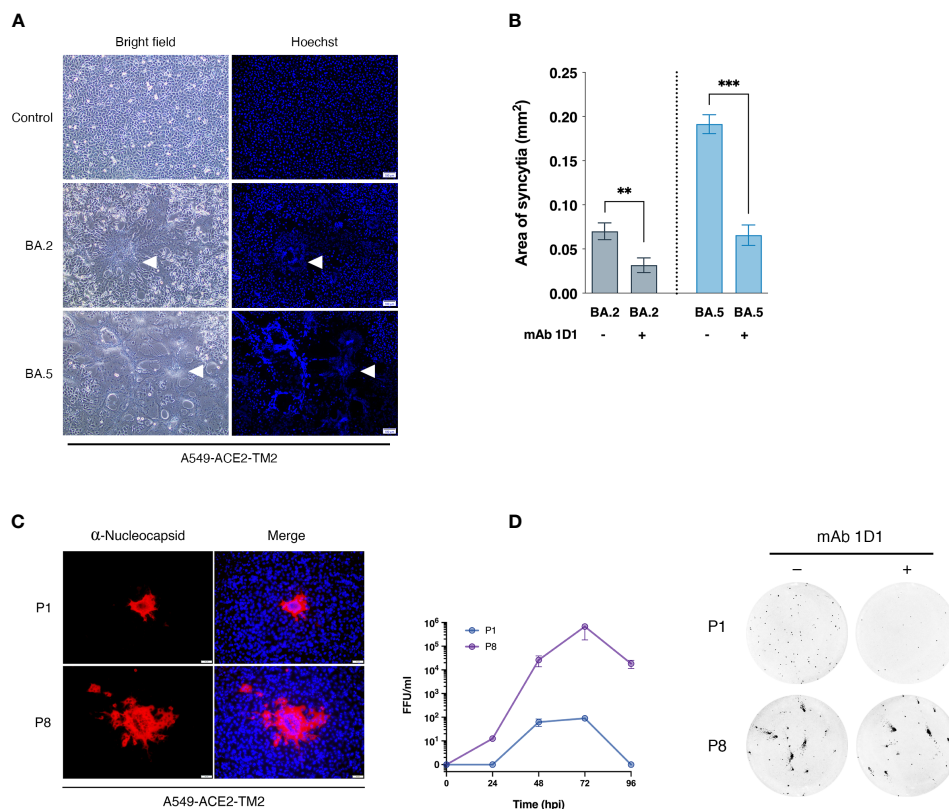 A
Bright field Hoechst
Control
BA.2
BA.5
A549-ACE2-TM2
B
Area of syncytia (mm²)
0.25
0.20
0.15
0.10
0.05
0.00
** ***
BA.2 BA.2 BA.5 BA.5
mAb 1D1 - + - +
C
α-Nucleocapsid Merge
P1
P8
A549-ACE2-TM2
FFU/ml
10⁶
10⁵
10⁴
10³
10²
10¹
0
P1
P8
0 24 48 72 96
Time (hpi)
D
mAb 1D1
− +
P1
P8